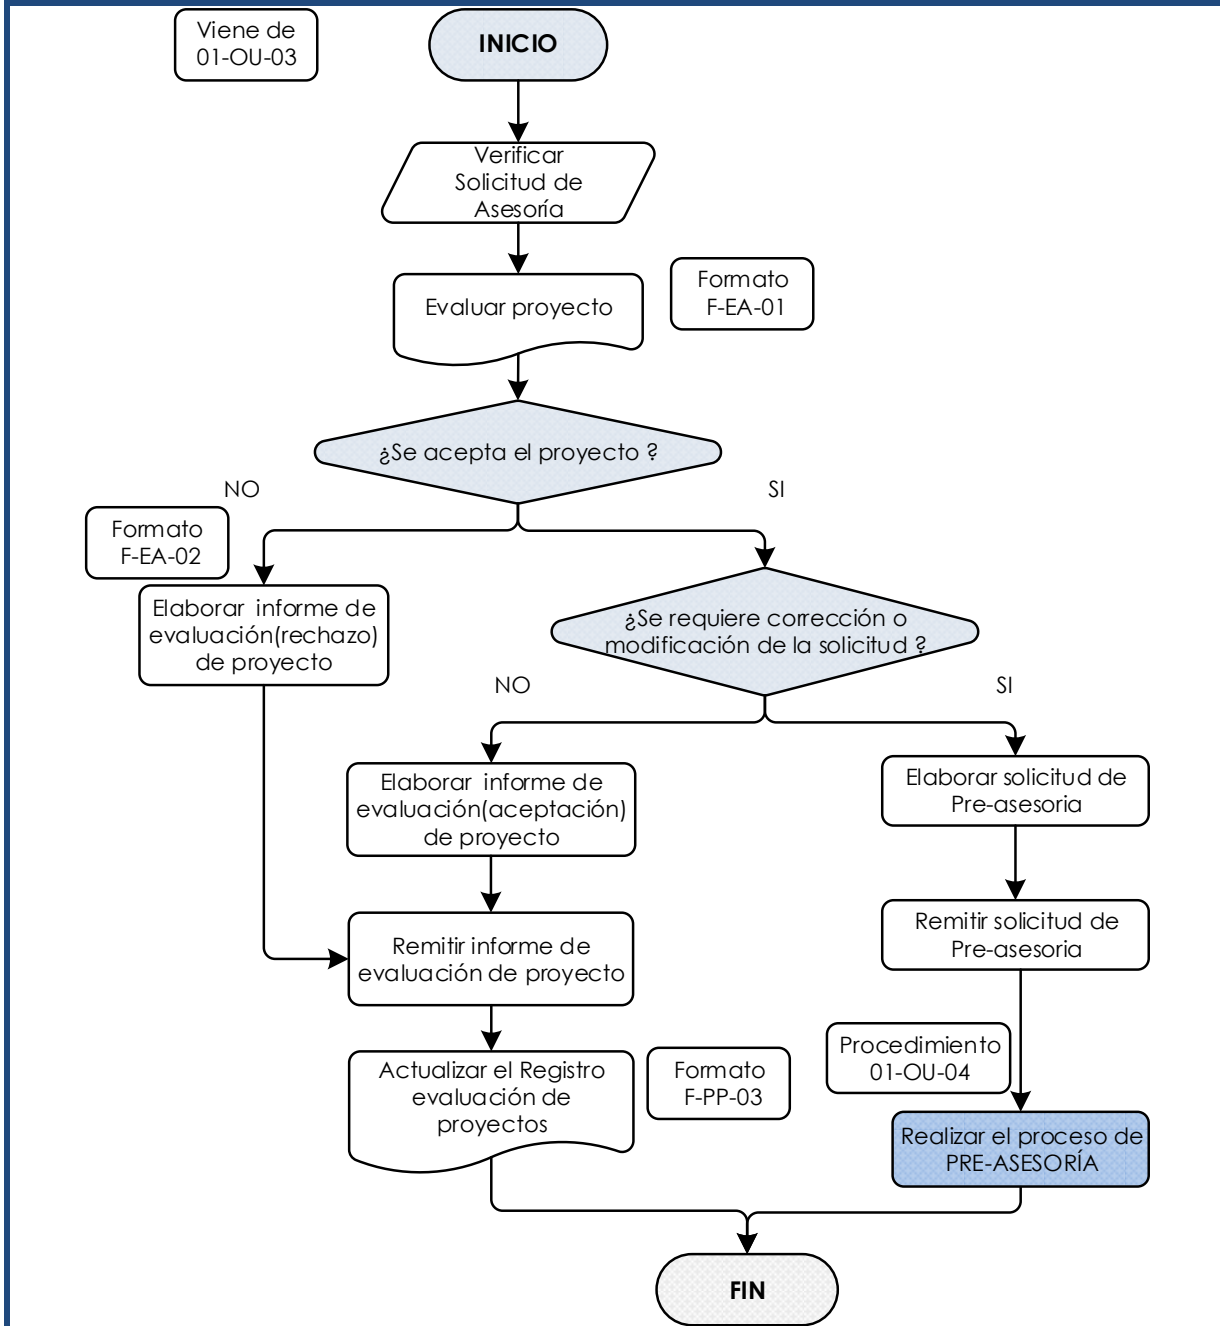 Viene de
01-OU-03
INICIO
Verificar
Solicitud de
Asesoría
Evaluar proyecto
Formato
F-EA-01
¿Se acepta el proyecto ?
NO
SI
Formato
F-EA-02
Elaborar informe de
evaluación(rechazo)
de proyecto
¿Se requiere corrección o
modificación de la solicitud ?
NO
SI
Elaborar informe de
evaluación(aceptación)
de proyecto
Elaborar solicitud de
Pre-asesoria
Remitir informe de
evaluación de proyecto
Remitir solicitud de
Pre-asesoria
Actualizar el Registro
evaluación de
proyectos
Formato
F-PP-03
Procedimiento
01-OU-04
Realizar el proceso de
PRE-ASESORÍA
FIN